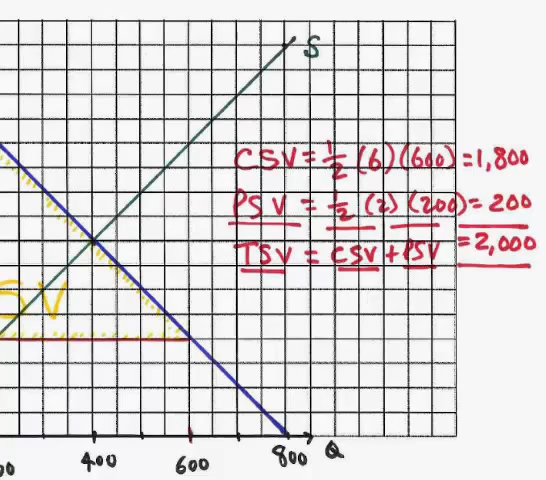 S
CSV = 1/2 (6)(600) = 1,800
PSV = 1/2 (2)(200) = 200
TSV = CSV + PSV = 2,000
SV
00 400 600 800 Q